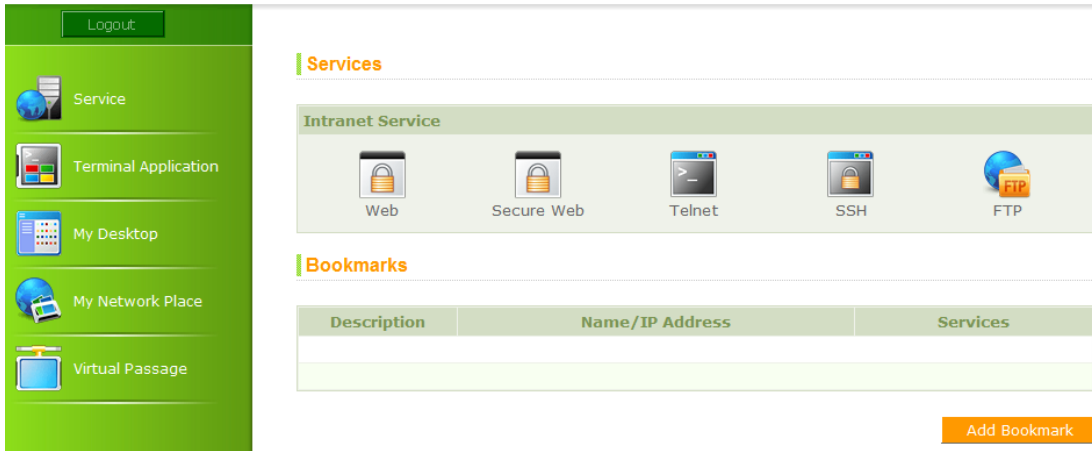 Logout
Service
Terminal Application
My Desktop
My Network Place
Virtual Passage
Services
Intranet Service
Web Secure Web Telnet SSH FTP
Bookmarks
Description Name/IP Address Services
Add Bookmark